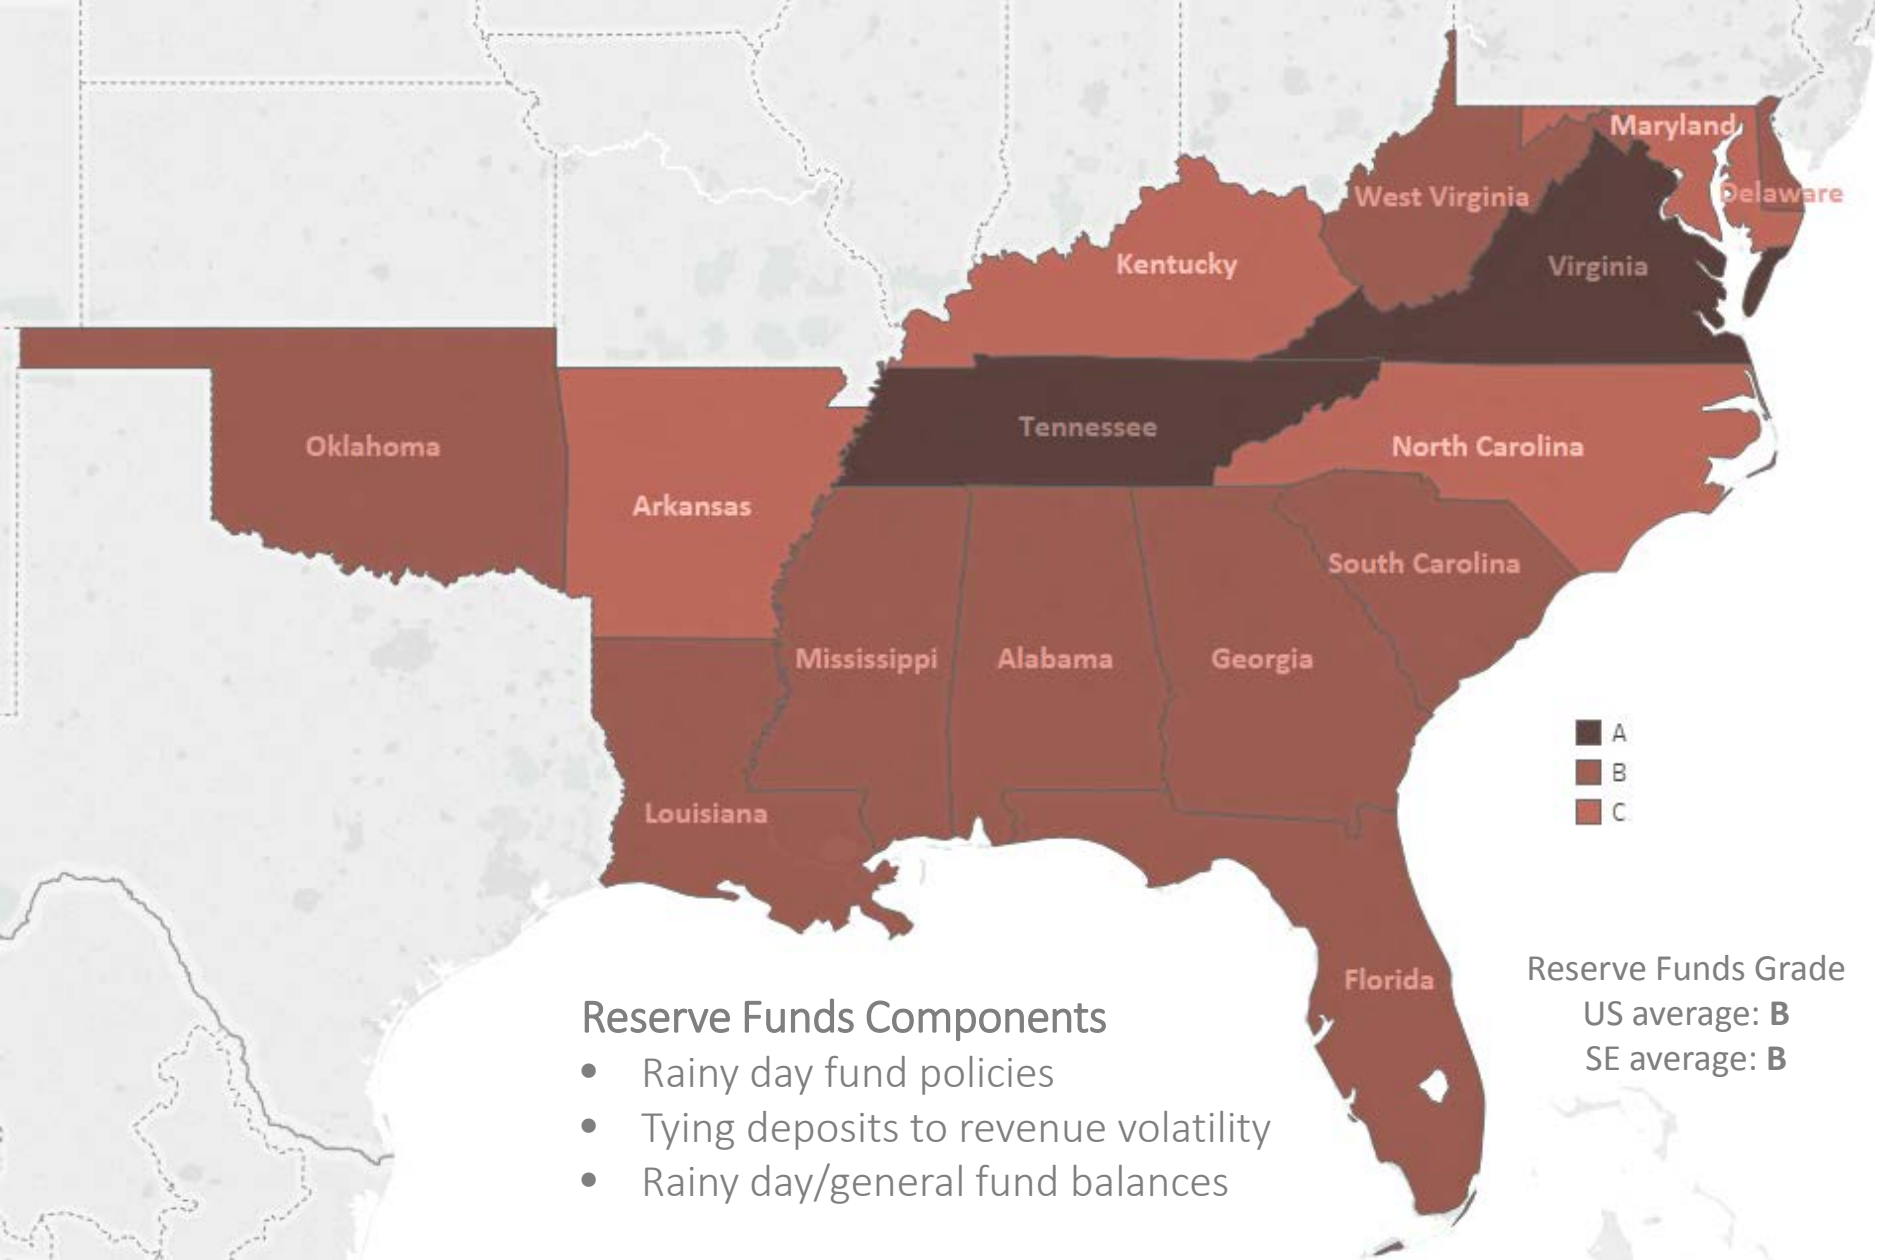 Maryland
West Virginia
Delaware
Kentucky
Virginia
Tennessee
Oklahoma
North Carolina
Arkansas
South Carolina
Mississippi
Alabama
Georgia
A
B
C
Louisiana
Florida
Reserve Funds Grade
US average: B
SE average: B
Reserve Funds Components
• Rainy day fund policies
• Tying deposits to revenue volatility
• Rainy day/general fund balances